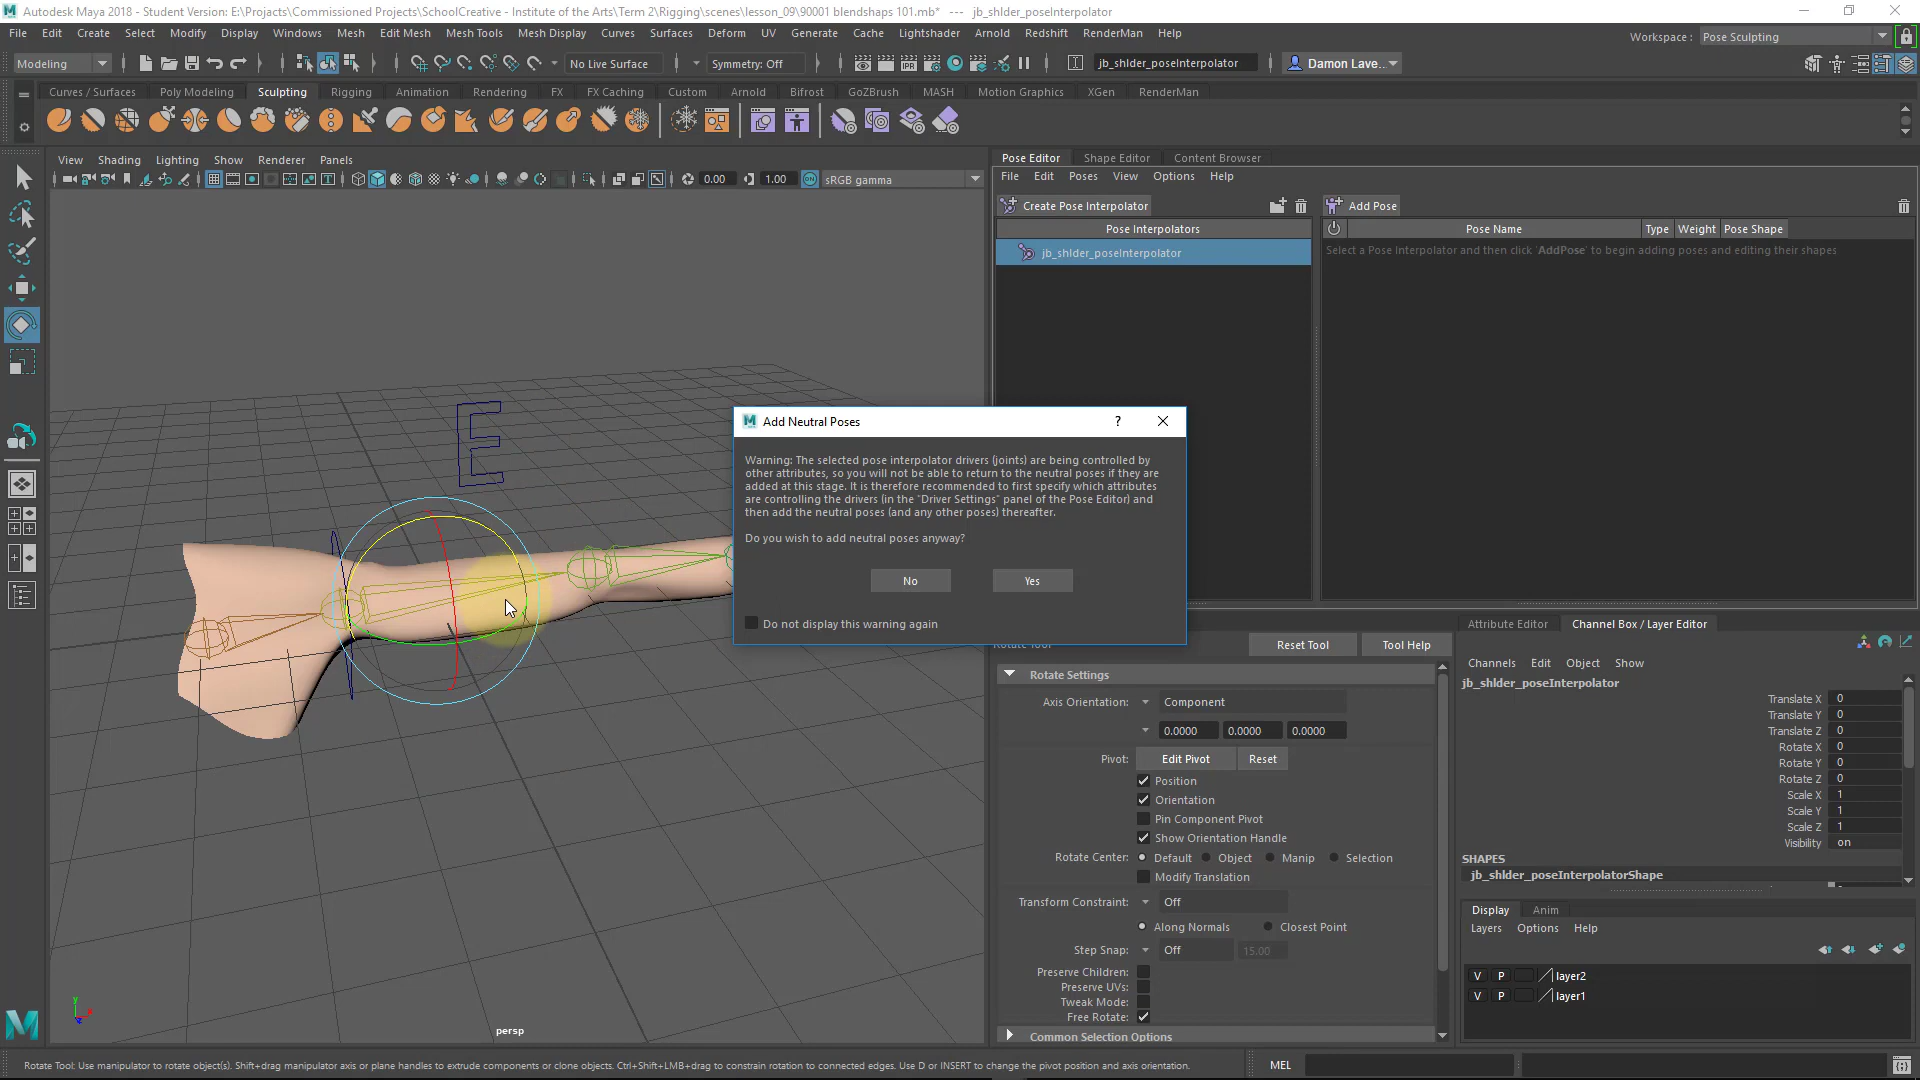 Autodesk Maya 2018 - Student Version: E:\Projects\Commissioned Projects\SchoolCreative - Institute of the Arts\Term 2\Rigging\scenes\lesson_09\90001 blendshaps 101.mb* --- jb_shlder_poseInterpolator
File Edit Create Select Modify Display Windows Mesh Edit Mesh Mesh Tools Mesh Display Curves Surfaces Deform UV Generate Cache Lightshader Arnold Redshift RenderMan Help
Workspace : Pose Sculpting
Modeling No Live Surface Symmetry: Off jb_shlder_poseInterpolator Damon Lave...
Curves / Surfaces Poly Modeling Sculpting Rigging Animation Rendering FX FX Caching Custom Arnold Bifrost GoZBrush MASH Motion Graphics XGen RenderMan
View Shading Lighting Show Renderer Panels
0.00 1.00 ON sRGB gamma
Pose Editor Shape Editor Content Browser
File Edit Poses View Options Help
Create Pose Interpolator Add Pose
Pose Interpolators Pose Name Type Weight Pose Shape
jb_shlder_poseInterpolator
Select a Pose Interpolator and then click 'AddPose' to begin adding poses and editing their shapes
E
Add Neutral Poses ?
Warning: The selected pose interpolator drivers (joints) are being controlled by
other attributes, so you will not be able to return to the neutral poses if they are
added at this stage. It is therefore recommended to first specify which attributes
are controlling the drivers (in the "Driver Settings" panel of the Pose Editor) and
then add the neutral poses (and any other poses) thereafter.
Do you wish to add neutral poses anyway?
No Yes
Do not display this warning again
Rotate Tool Reset Tool Tool Help
Rotate Settings
Axis Orientation: Component
0.0000 0.0000 0.0000
Pivot: Edit Pivot Reset
Position
Orientation
Pin Component Pivot
Show Orientation Handle
Rotate Center: Default Object Manip Selection
Modify Translation
Transform Constraint: Off
Along Normals Closest Point
Step Snap: Off 15.00
Preserve Children:
Preserve UVs:
Tweak Mode:
Free Rotate:
Common Selection Options
Attribute Editor Channel Box / Layer Editor
Channels Edit Object Show
jb_shlder_poseInterpolator
Translate X 0
Translate Y 0
Translate Z 0
Rotate X 0
Rotate Y 0
Rotate Z 0
Scale X 1
Scale Y 1
Scale Z 1
Visibility on
SHAPES
jb_shlder_poseInterpolatorShape
Display Anim
Layers Options Help
V P layer2
V P layer1
y
x
z
persp
Rotate Tool: Use manipulator to rotate object(s). Shift+drag manipulator axis or plane handles to extrude components or clone objects. Ctrl+Shift+LMB+drag to constrain rotation to connected edges. Use D or INSERT to change the pivot position and axis orientation.
MEL